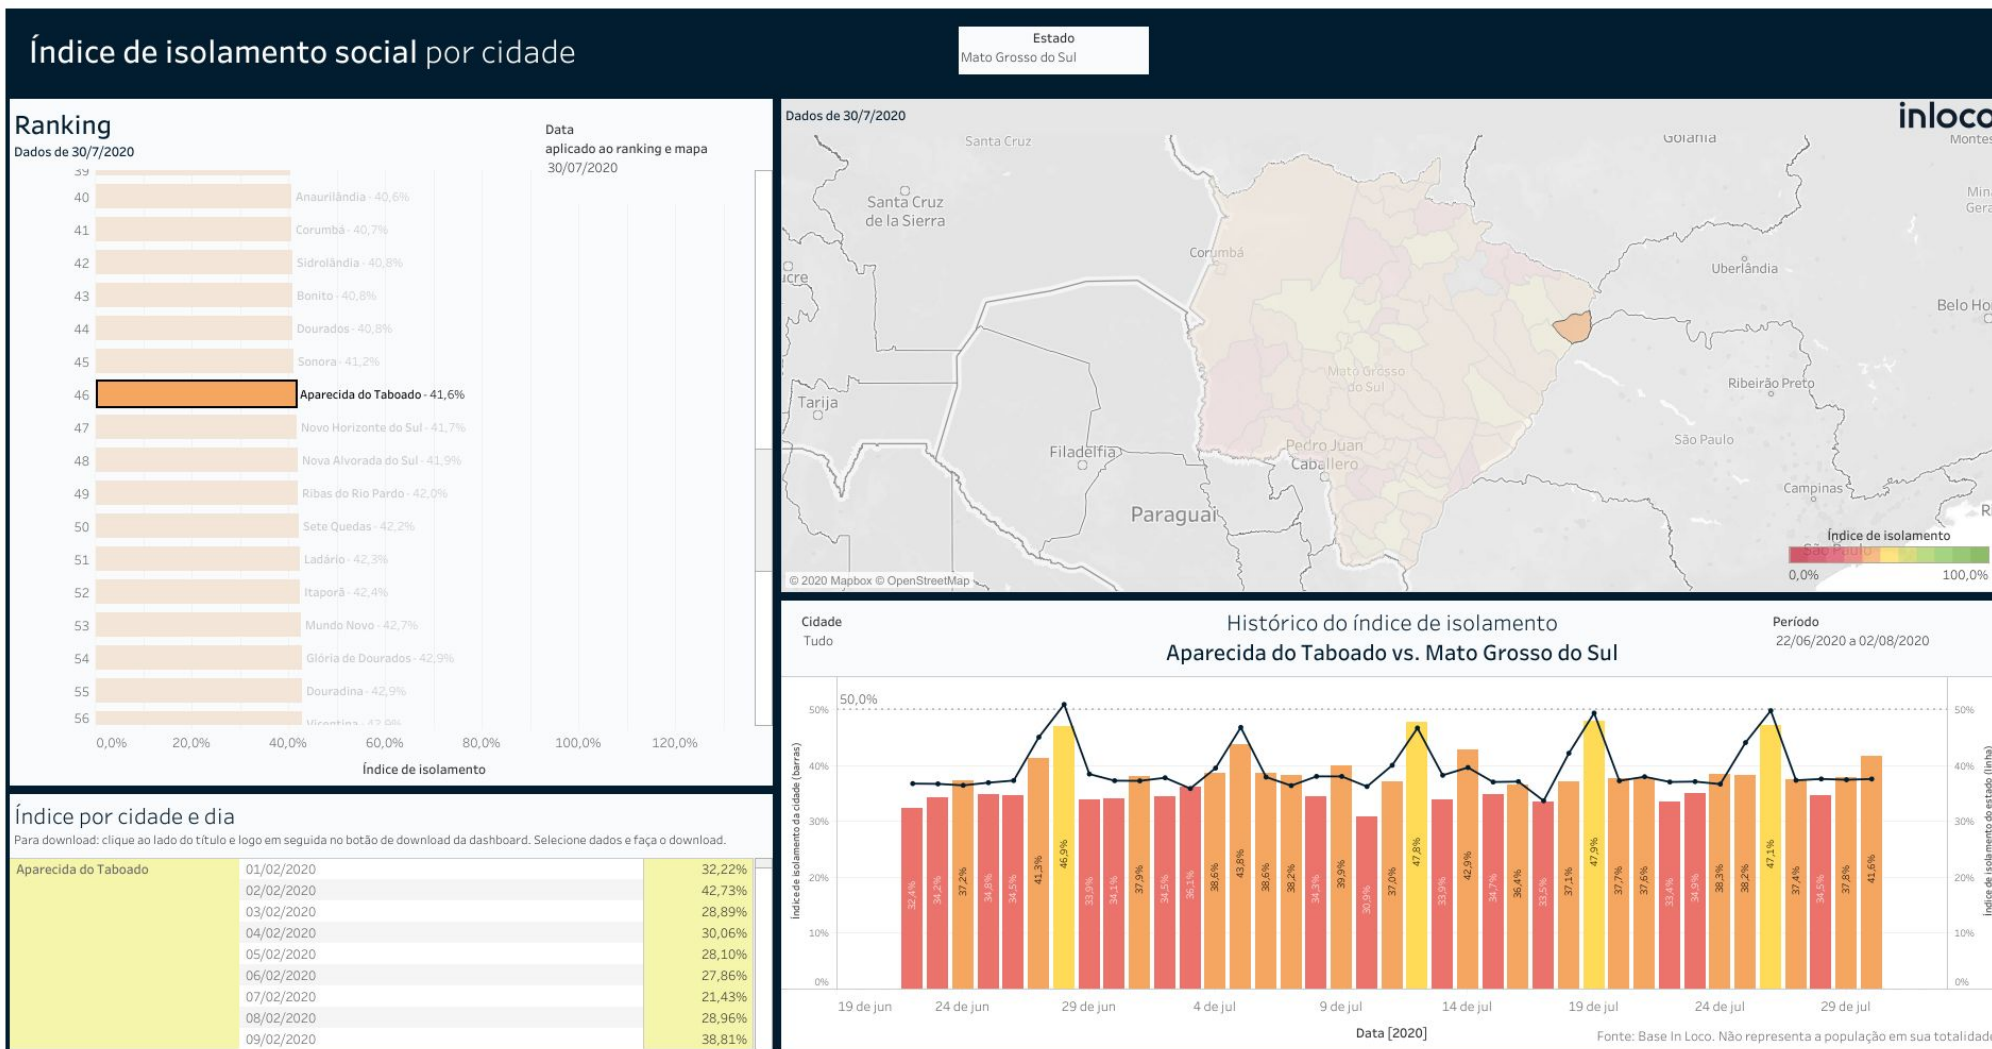 Índice de isolamento social por cidade
Estado
Mato Grosso do Sul
Ranking
Dados de 30/7/2020
Data
aplicado ao ranking e mapa
30/07/2020
39
40 Anaurilândia - 40,6%
41 Corumbá - 40,7%
42 Sidrolândia - 40,8%
43 Bonito - 40,8%
44 Dourados - 40,8%
45 Sonora - 41,2%
46 Aparecida do Taboado - 41,6%
47 Novo Horizonte do Sul - 41,7%
48 Nova Alvorada do Sul - 41,9%
49 Ribas do Rio Pardo - 42,0%
50 Sete Quedas - 42,2%
51 Ladário - 42,3%
52 Itaporã - 42,4%
53 Mundo Novo - 42,7%
54 Glória de Dourados - 42,9%
55 Douradina - 42,9%
56 Vicentina - 42,9%
0,0% 20,0% 40,0% 60,0% 80,0% 100,0% 120,0%
Índice de isolamento
Índice por cidade e dia
Para download: clique ao lado do título e logo em seguida no botão de download da dashboard. Selecione dados e faça o download.
Aparecida do Taboado 01/02/2020 32,22%
02/02/2020 42,73%
03/02/2020 28,89%
04/02/2020 30,06%
05/02/2020 28,10%
06/02/2020 27,86%
07/02/2020 21,43%
08/02/2020 28,96%
09/02/2020 38,81%
Dados de 30/7/2020
inloco
Santa Cruz
Goiânia
Montes
Santa Cruz
de la Sierra
Min
Gera
Corumbá
Uberlândia
ucre
Belo Ho
Mato Grosso
do Sul
Ribeirão Preto
Tarija
São Paulo
Filadélfia
Pedro Juan
Caballero
Campinas
Paraguai
Ri
Índice de isolamento
São Paulo
0,0% 100,0%
© 2020 Mapbox © OpenStreetMap
Cidade
Tudo
Histórico do índice de isolamento
Aparecida do Taboado vs. Mato Grosso do Sul
Período
22/06/2020 a 02/08/2020
50,0%
50% 50%
40% 40%
30% 30%
20% 20%
10% 10%
0% 0%
Índice de isolamento da cidade (barras)
Índice de isolamento do estado (linha)
32,4% 34,2% 37,2% 34,8% 34,5% 41,3% 46,9% 33,9% 34,1% 37,9% 34,5% 36,1% 38,6% 43,8% 38,6% 38,2% 34,3% 39,9% 30,9% 37,0% 47,8% 33,9% 42,9% 34,7% 36,4% 33,5% 37,1% 47,9% 37,7% 37,6% 33,4% 34,9% 38,3% 38,2% 47,1% 37,4% 34,5% 37,8% 41,6%
19 de jun 24 de jun 29 de jun 4 de jul 9 de jul 14 de jul 19 de jul 24 de jul 29 de jul
Data [2020]
Fonte: Base In Loco. Não representa a população em sua totalidade